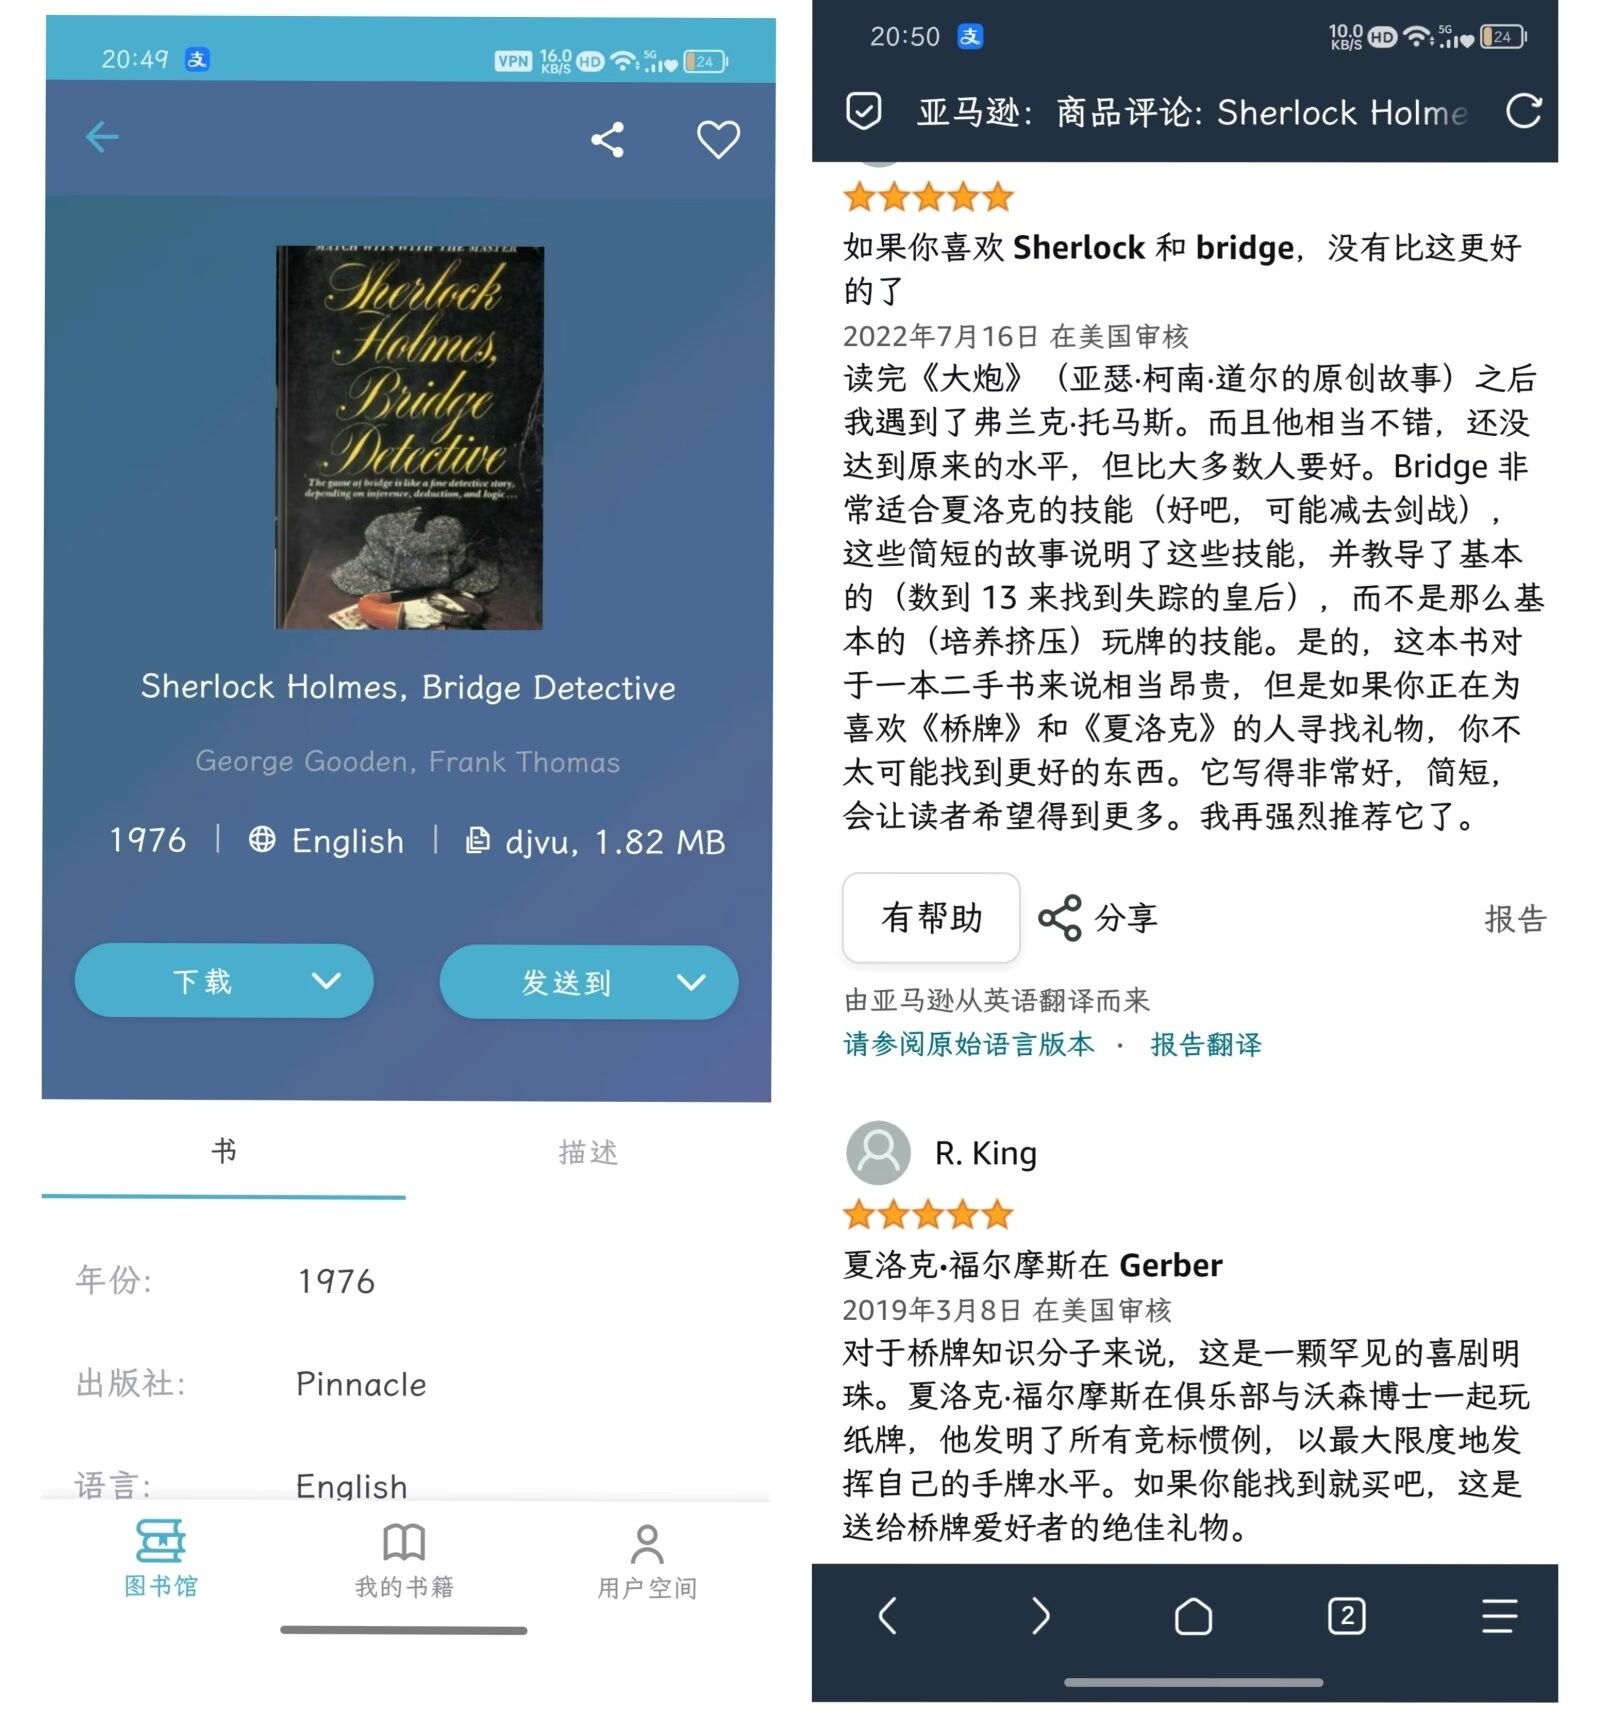 20:49 支
VPN 16.0 KB/S HD 5G 24
MATCH WITS WITH THE MASTER
Sherlock
Holmes,
Bridge
Detective
"The game of bridge is like a fine detective story,
depending on inference, deduction, and logic...
Sherlock Holmes, Bridge Detective
George Gooden, Frank Thomas
1976 | English | djvu, 1.82 MB
下载
发送到
书
描述
年份:
1976
出版社:
Pinnacle
语言:
English
图书馆
我的书籍
用户空间
20:50 支
10.0 KB/S HD 5G 24
亚马逊：商品评论: Sherlock Holme
如果你喜欢 Sherlock 和 bridge，没有比这更好
的了
2022年7月16日 在美国审核
读完《大炮》（亚瑟·柯南·道尔的原创故事）之后
我遇到了弗兰克·托马斯。而且他相当不错，还没
达到原来的水平，但比大多数人要好。Bridge 非
常适合夏洛克的技能（好吧，可能减去剑战），
这些简短的故事说明了这些技能，并教导了基本
的（数到 13 来找到失踪的皇后），而不是那么基
本的（培养挤压）玩牌的技能。是的，这本书对
于一本二手书来说相当昂贵，但是如果你正在为
喜欢《桥牌》和《夏洛克》的人寻找礼物，你不
太可能找到更好的东西。它写得非常好，简短，
会让读者希望得到更多。我再强烈推荐它了。
有帮助
分享
报告
由亚马逊从英语翻译而来
请参阅原始语言版本 · 报告翻译
R. King
夏洛克·福尔摩斯在 Gerber
2019年3月8日 在美国审核
对于桥牌知识分子来说，这是一颗罕见的喜剧明
珠。夏洛克·福尔摩斯在俱乐部与沃森博士一起玩
纸牌，他发明了所有竞标惯例，以最大限度地发
挥自己的手牌水平。如果你能找到就买吧，这是
送给桥牌爱好者的绝佳礼物。
2